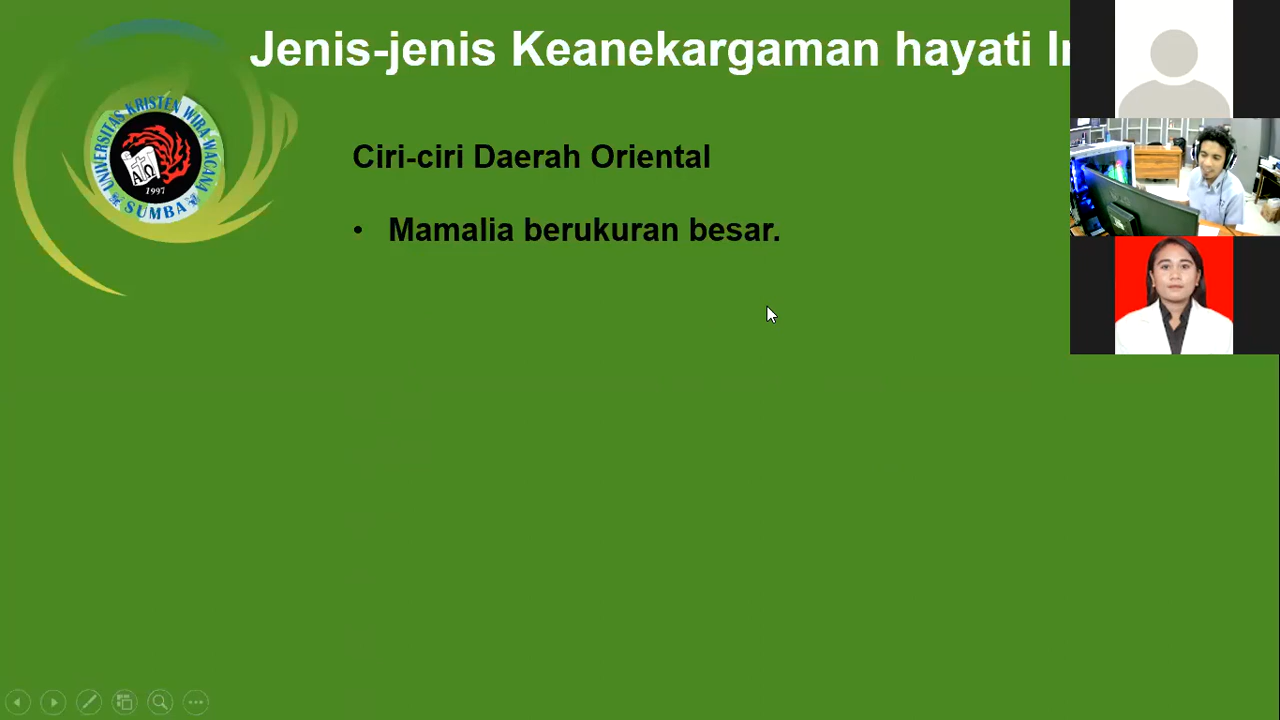 Jenis-jenis Keanekargaman hayati
UNIVERSITAS KRISTEN WIRA WACANA
A Ω
1997
SUMBA
Ciri-ciri Daerah Oriental
• Mamalia berukuran besar.